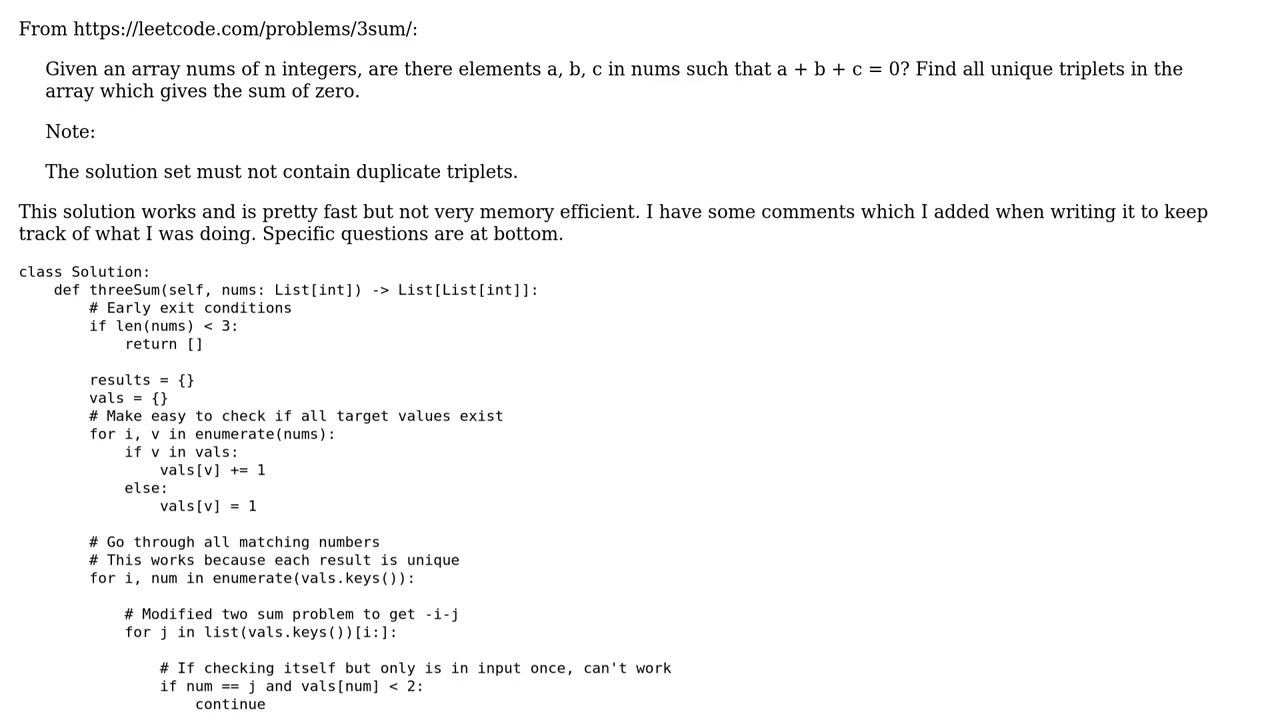 From https://leetcode.com/problems/3sum/:
Given an array nums of n integers, are there elements a, b, c in nums such that a + b + c = 0? Find all unique triplets in the
array which gives the sum of zero.
Note:
The solution set must not contain duplicate triplets.
This solution works and is pretty fast but not very memory efficient. I have some comments which I added when writing it to keep
track of what I was doing. Specific questions are at bottom.
class Solution:
    def threeSum(self, nums: List[int]) -> List[List[int]]:
        # Early exit conditions
        if len(nums) < 3:
            return []

        results = {}
        vals = {}
        # Make easy to check if all target values exist
        for i, v in enumerate(nums):
            if v in vals:
                vals[v] += 1
            else:
                vals[v] = 1

        # Go through all matching numbers
        # This works because each result is unique
        for i, num in enumerate(vals.keys()):

            # Modified two sum problem to get -i-j
            for j in list(vals.keys())[i:]:

                # If checking itself but only is in input once, can't work
                if num == j and vals[num] < 2:
                    continue